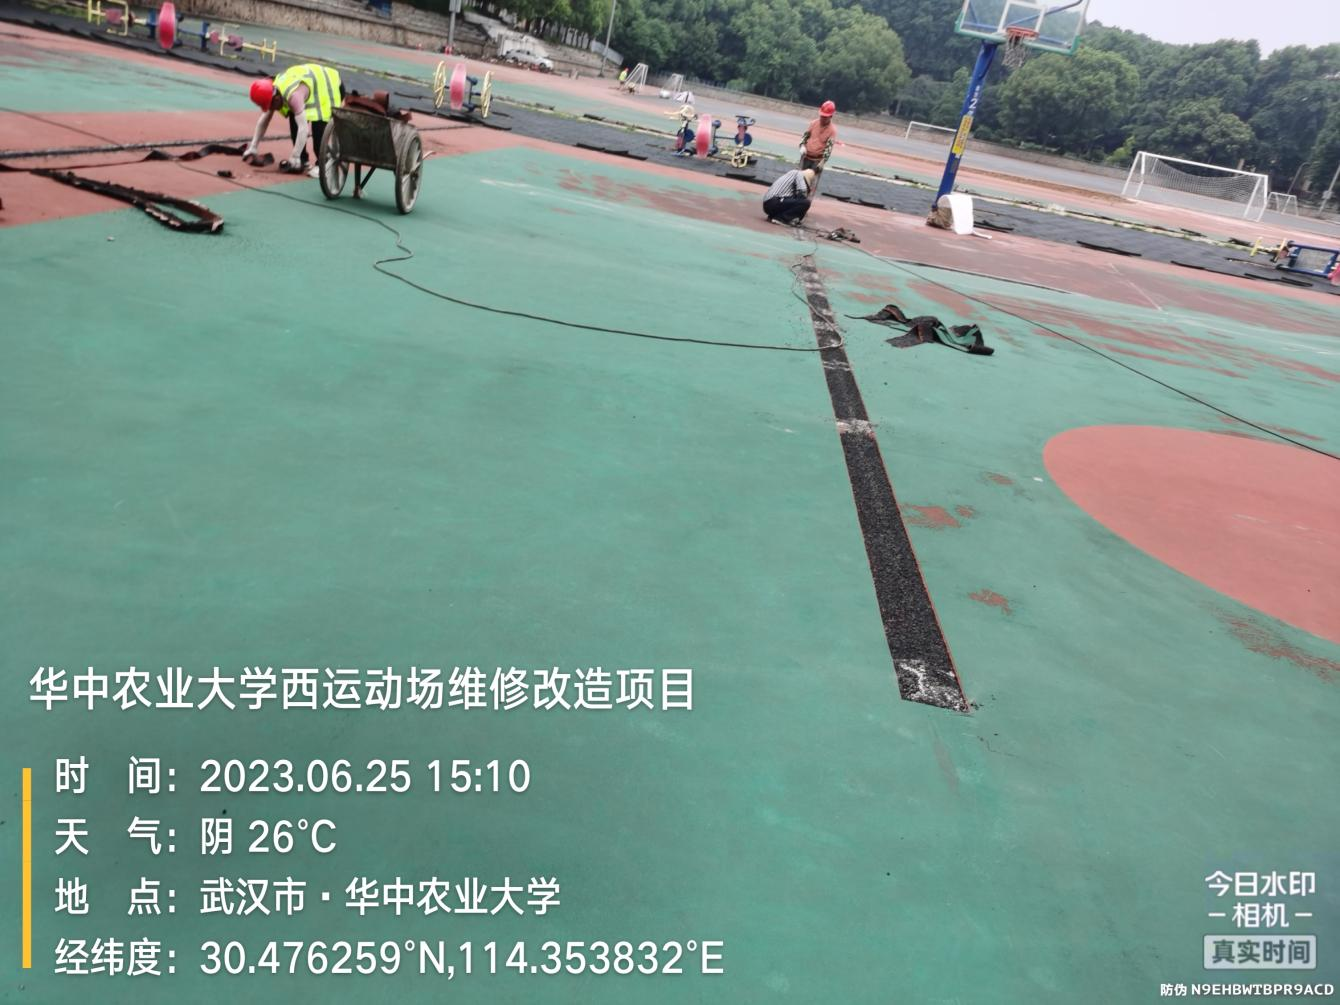 2
华中农业大学西运动场维修改造项目
时 间：2023.06.25 15:10
天 气：阴 26°C
地 点：武汉市·华中农业大学
经纬度：30.476259°N,114.353832°E
今日水印
-相机-
真实时间
防伪 N9EHBWTBPR9ACD